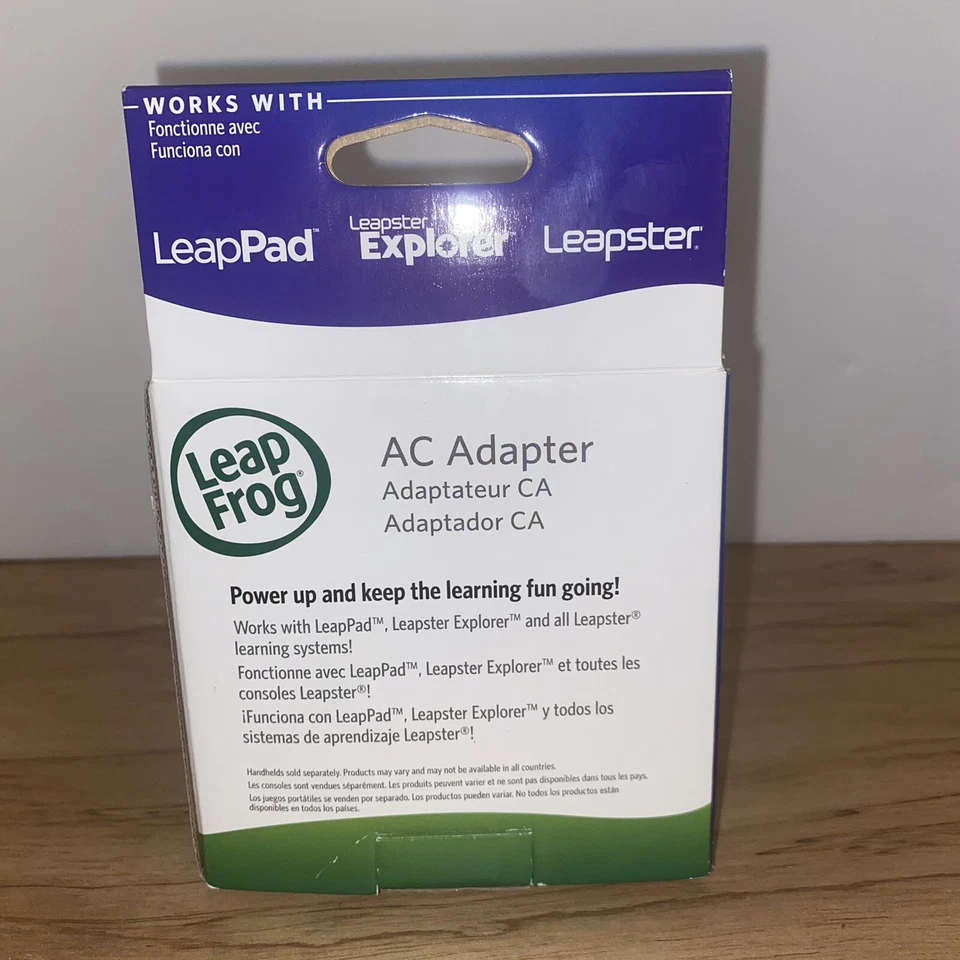 WORKS WITH
Fonctionne avec
Funciona con
LeapPad™
Leapster
Explorer™
Leapster®
Leap
Frog®
AC Adapter
Adaptateur CA
Adaptador CA
Power up and keep the learning fun going!
Works with LeapPad™, Leapster Explorer™ and all Leapster®
learning systems!
Fonctionne avec LeapPad™, Leapster Explorer™ et toutes les
consoles Leapster®!
¡Funciona con LeapPad™, Leapster Explorer™ y todos los
sistemas de aprendizaje Leapster®!
Handhelds sold separately. Products may vary and may not be available in all countries.
Les consoles sont vendues séparément. Les produits peuvent varier et ne sont pas disponibles dans tous les pays.
Los juegos portátiles se venden por separado. Los productos pueden variar. No todos los productos están
disponibles en todos los países.